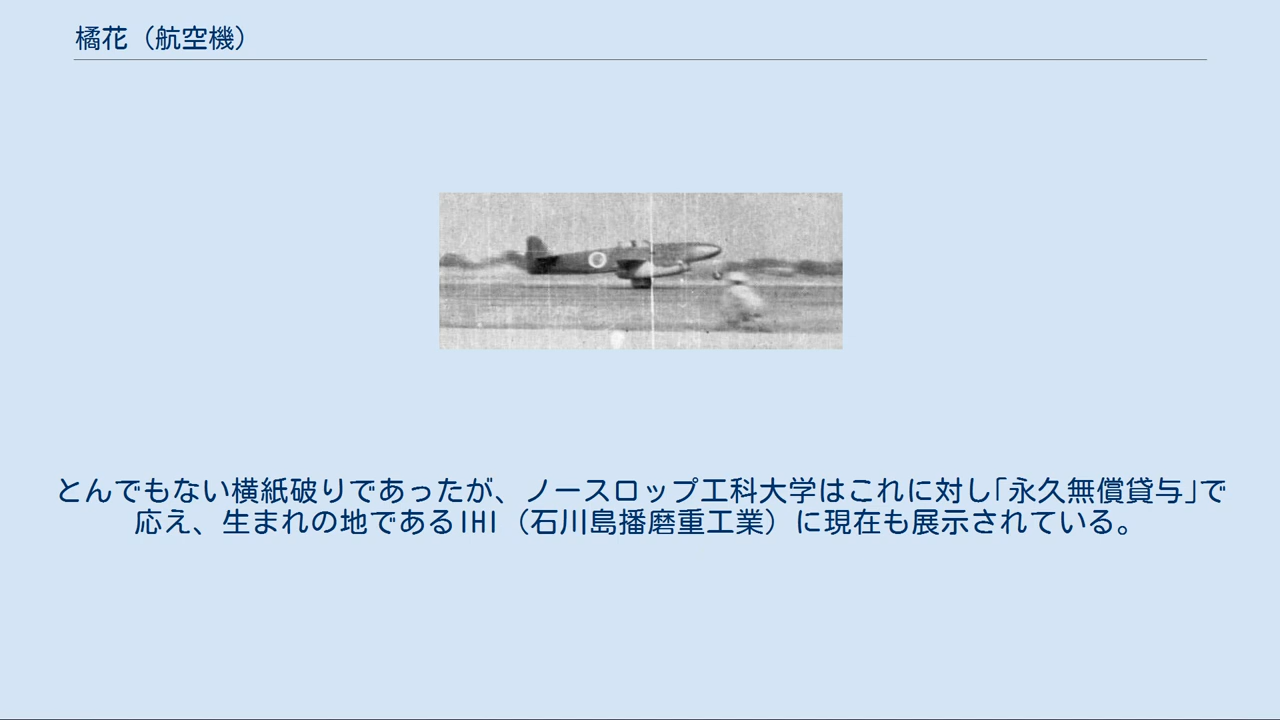 橘花（航空機）
とんでもない横紙破りであったが、ノースロップ工科大学はこれに対し｢永久無償貸与｣で
応え、生まれの地であるIHI（石川島播磨重工業）に現在も展示されている。